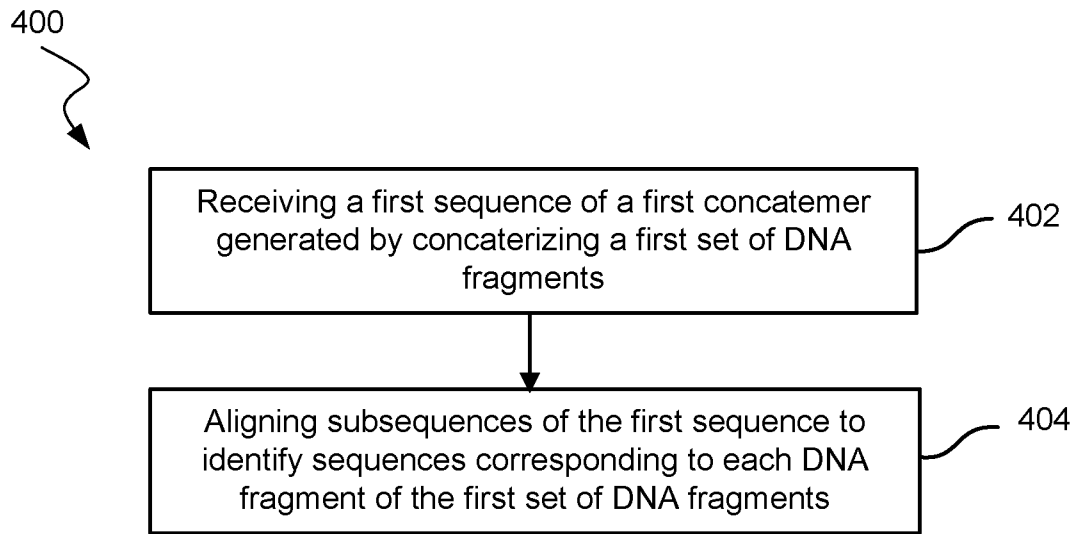 400
Receiving a first sequence of a first concatemer
generated by concaterizing a first set of DNA
fragments
402
Aligning subsequences of the first sequence to
identify sequences corresponding to each DNA
fragment of the first set of DNA fragments
404